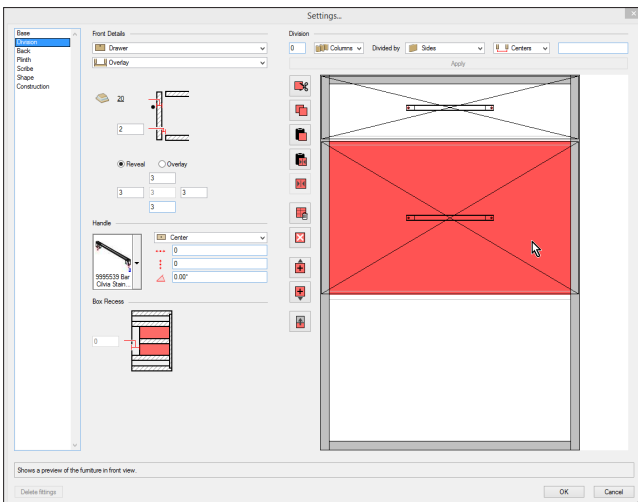 Settings...
Base
Division
Back
Plinth
Scribe
Shape
Construction
Front Details
Drawer
Overlay
20
2
Reveal
Overlay
3
3 3 3
3
Handle
9995539 Bar
Olivia Stain...
Center
0
0
0.00°
Box Recess
0
Division
0 Columns Divided by Sides Centers
Apply
Shows a preview of the furniture in front view.
Delete fittings
OK Cancel